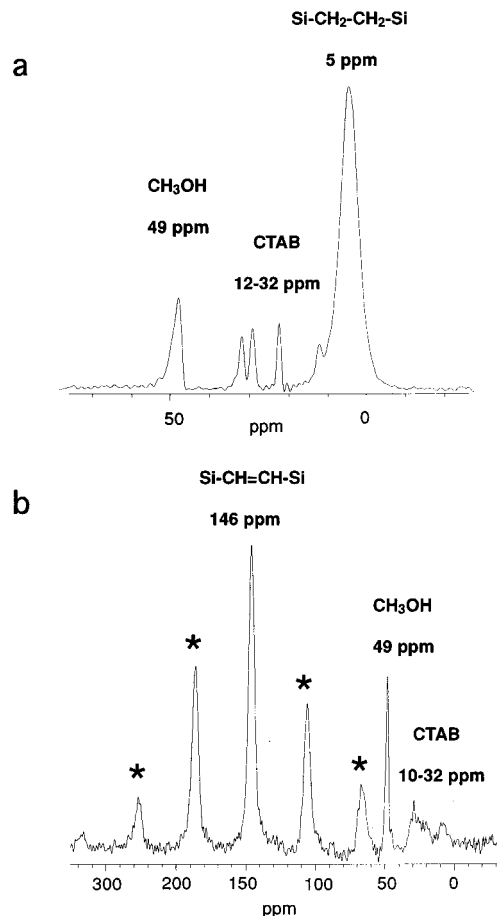 a
Si-CH₂-CH₂-Si
5 ppm
CH₃OH
49 ppm
CTAB
12-32 ppm
50
0
ppm
b
Si-CH=CH-Si
146 ppm
CH₃OH
49 ppm
CTAB
10-32 ppm
*
*
*
*
300
200
150
100
50
0
ppm